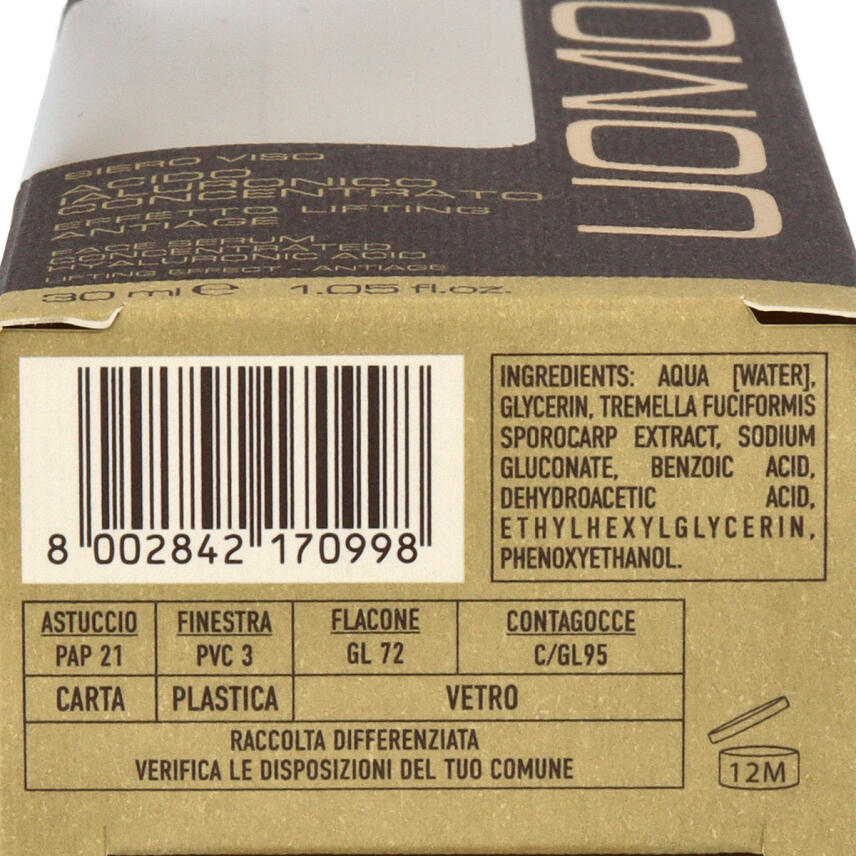 UOMO
SIERO VISO
ACIDO
IALURONICO
CONCENTRATO
EFFETTO LIFTING
ANTIAGE
FACE SERUM
CONCENTRATED
HYALURONIC ACID
LIFTING EFFECT - ANTIAGE
30 ml ℮ 1.05 fl.oz.
8 002842 170998
INGREDIENTS: AQUA [WATER],
GLYCERIN, TREMELLA FUCIFORMIS
SPOROCARP EXTRACT, SODIUM
GLUCONATE, BENZOIC ACID,
DEHYDROACETIC ACID,
ETHYLHEXYLGLYCERIN,
PHENOXYETHANOL.
ASTUCCIO FINESTRA FLACONE CONTAGOCCE
PAP 21 PVC 3 GL 72 C/GL95
CARTA PLASTICA VETRO
RACCOLTA DIFFERENZIATA
VERIFICA LE DISPOSIZIONI DEL TUO COMUNE
12M